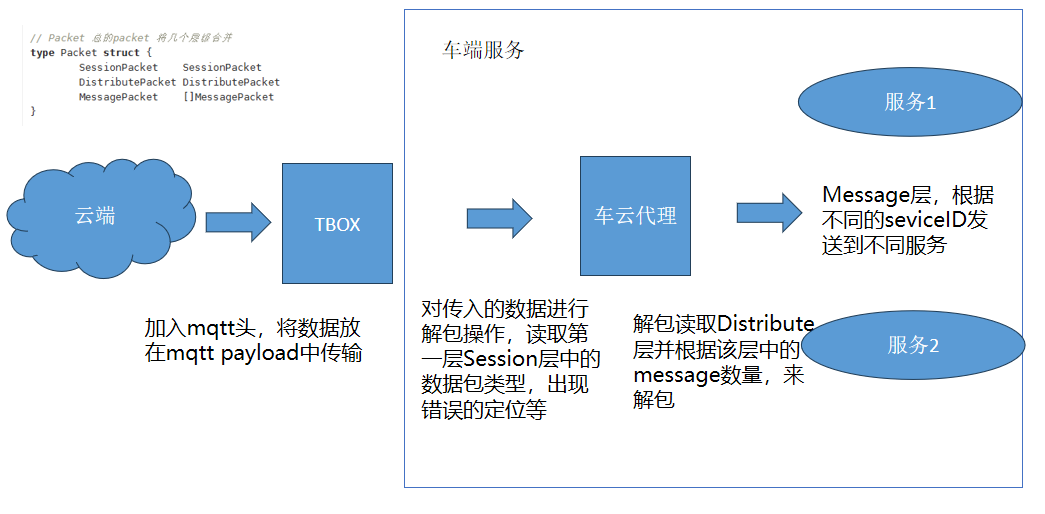 // Packet 总的packet 将几个段综合并
type Packet struct {
SessionPacket SessionPacket
DistributePacket DistributePacket
MessagePacket []MessagePacket
}
车端服务
服务1
云端
TBOX
车云代理
Message层，根据
不同的seviceID发
送到不同服务
加入mqtt头，将数据放
在mqtt payload中传输
对传入的数据进行
解包操作，读取第
一层Session层中的
数据包类型，出现
错误的定位等
解包读取Distribute
层并根据该层中的
message数量，来
解包
服务2